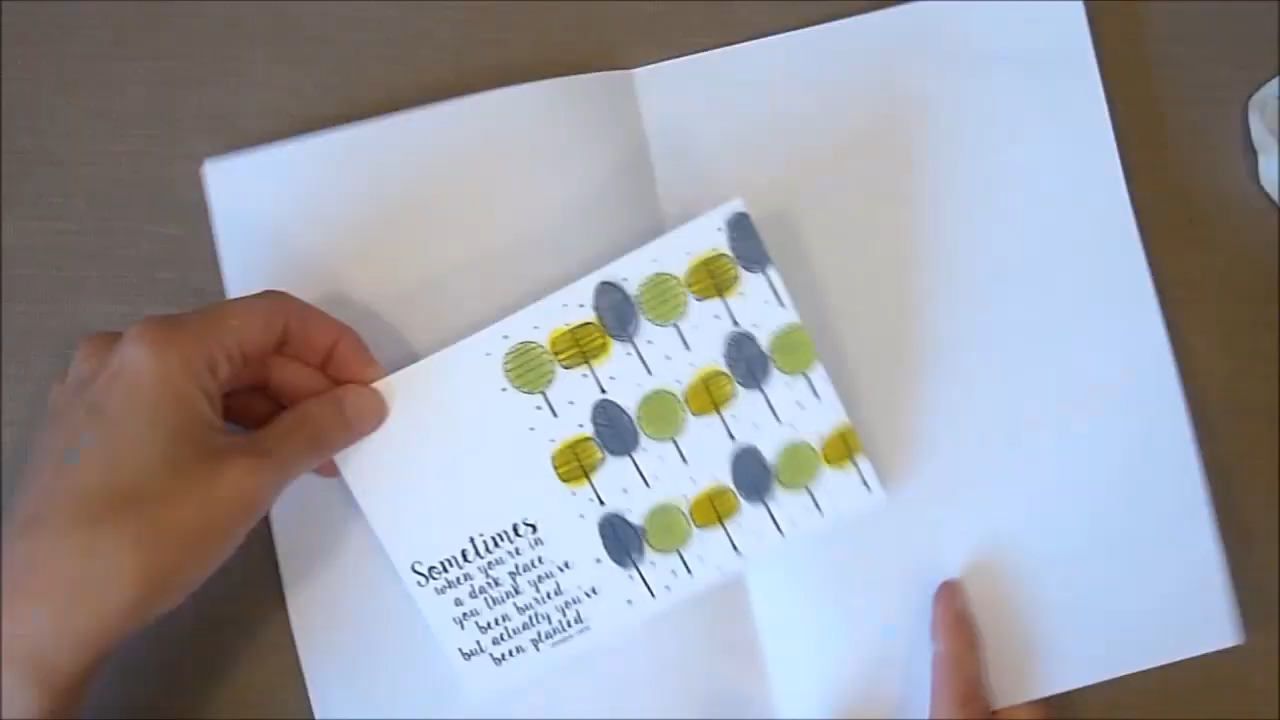 Sometimes
when you're in
a dark place
you think you've
been buried
but actually you've
been planted.